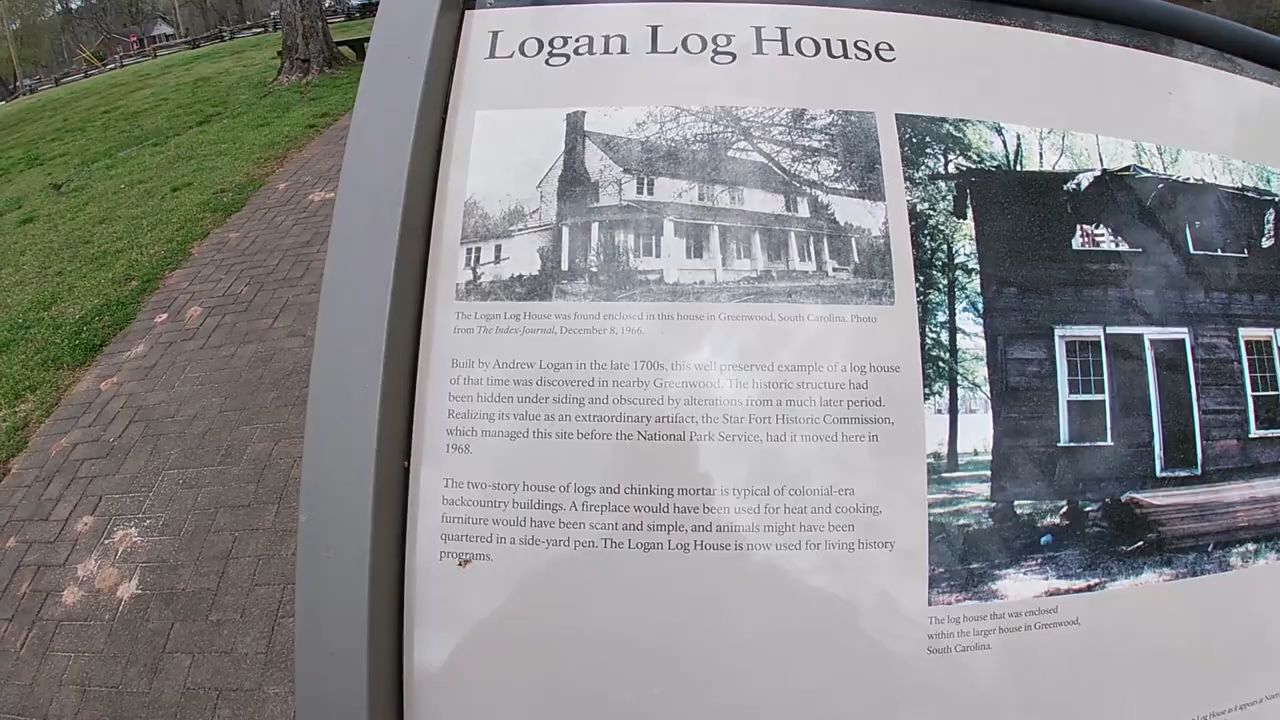 Logan Log House
The Logan Log House was found enclosed in this house in Greenwood, South Carolina. Photo
from The Index-Journal, December 8, 1966.
Built by Andrew Logan in the late 1700s, this well preserved example of a log house
of that time was discovered in nearby Greenwood. The historic structure had
been hidden under siding and obscured by alterations from a much later period.
Realizing its value as an extraordinary artifact, the Star Fort Historic Commission,
which managed this site before the National Park Service, had it moved here in
1968.
The two-story house of logs and chinking mortar is typical of colonial-era
backcountry buildings. A fireplace would have been used for heat and cooking,
furniture would have been scant and simple, and animals might have been
quartered in a side-yard pen. The Logan Log House is now used for living history
programs.
The log house that was enclosed
within the larger house in Greenwood,
South Carolina.
Log House as it appears at